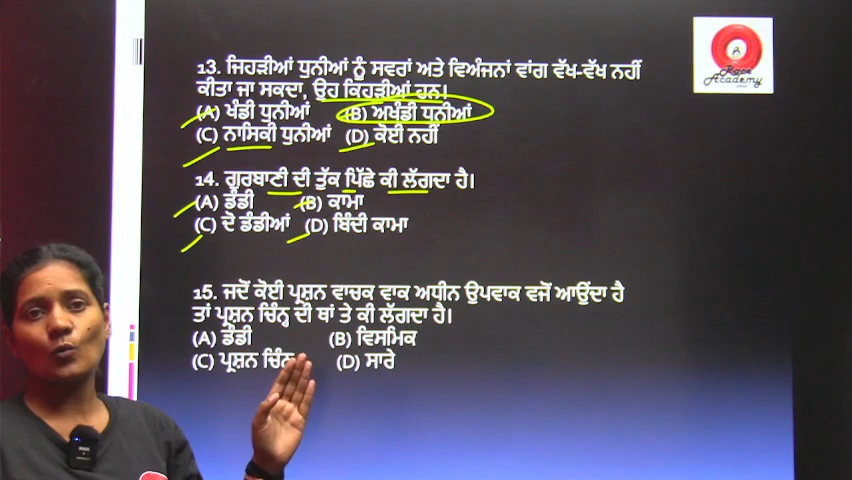 13. ਜਿਹੜੀਆਂ ਧੁਨੀਆਂ ਨੂੰ ਸਵਰਾਂ ਅਤੇ ਵਿਅੰਜਨਾਂ ਵਾਂਗ ਵੱਖ-ਵੱਖ ਨਹੀਂ
ਕੀਤਾ ਜਾ ਸਕਦਾ, ਉਹ ਕਿਹੜੀਆਂ ਹਨ।
(A) ਖੰਡੀ ਧੁਨੀਆਂ (B) ਅਖੰਡੀ ਧੁਨੀਆਂ
(C) ਨਾਸਿਕੀ ਧੁਨੀਆਂ (D) ਕੋਈ ਨਹੀਂ
14. ਗੁਰਬਾਣੀ ਦੀ ਤੁੱਕ ਪਿੱਛੇ ਕੀ ਲੱਗਦਾ ਹੈ।
(A) ਡੰਡੀ (B) ਕਾਮਾ
(C) ਦੋ ਡੰਡੀਆਂ (D) ਬਿੰਦੀ ਕਾਮਾ
15. ਜਦੋਂ ਕੋਈ ਪ੍ਰਸ਼ਨ ਵਾਚਕ ਵਾਕ ਅਧੀਨ ਉਪਵਾਕ ਵਜੋਂ ਆਉਂਦਾ ਹੈ
ਤਾਂ ਪ੍ਰਸ਼ਨ ਚਿੰਨ੍ਹ ਦੀ ਥਾਂ ਤੇ ਕੀ ਲੱਗਦਾ ਹੈ।
(A) ਡੰਡੀ (B) ਵਿਸਮਿਕ
(C) ਪ੍ਰਸ਼ਨ ਚਿੰਨ੍ਹ (D) ਸਾਰੇ
Academy